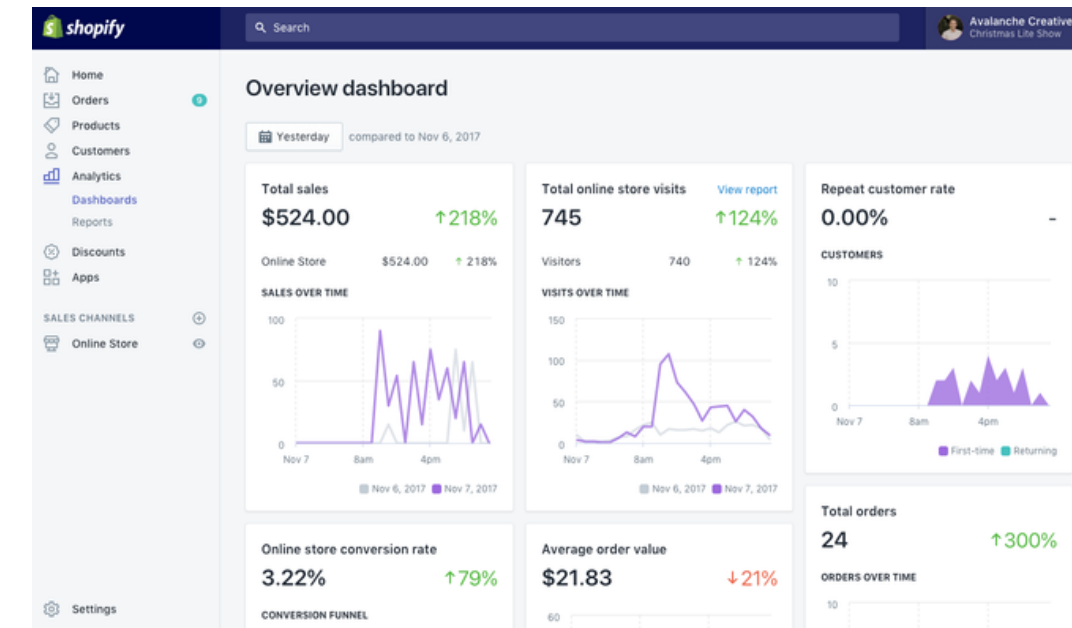 shopify
Search
Avalanche Creative
Christmas Lite Show
Home
Orders 9
Products
Customers
Analytics
Dashboards
Reports
Discounts
Apps
SALES CHANNELS
Online Store
Settings
Overview dashboard
Yesterday compared to Nov 6, 2017
Total sales
$524.00 ↑218%
Online Store $524.00 ↑ 218%
SALES OVER TIME
100
50
0
Nov 7 8am 4pm
Nov 6, 2017 Nov 7, 2017
Total online store visits View report
745 ↑124%
Visitors 740 ↑ 124%
VISITS OVER TIME
150
100
50
0
Nov 7 8am 4pm
Nov 6, 2017 Nov 7, 2017
Repeat customer rate
0.00% -
CUSTOMERS
10
5
0
Nov 7 8am 4pm
First-time Returning
Online store conversion rate
3.22% ↑79%
CONVERSION FUNNEL
Average order value
$21.83 ↓21%
60
Total orders
24 ↑300%
ORDERS OVER TIME
10